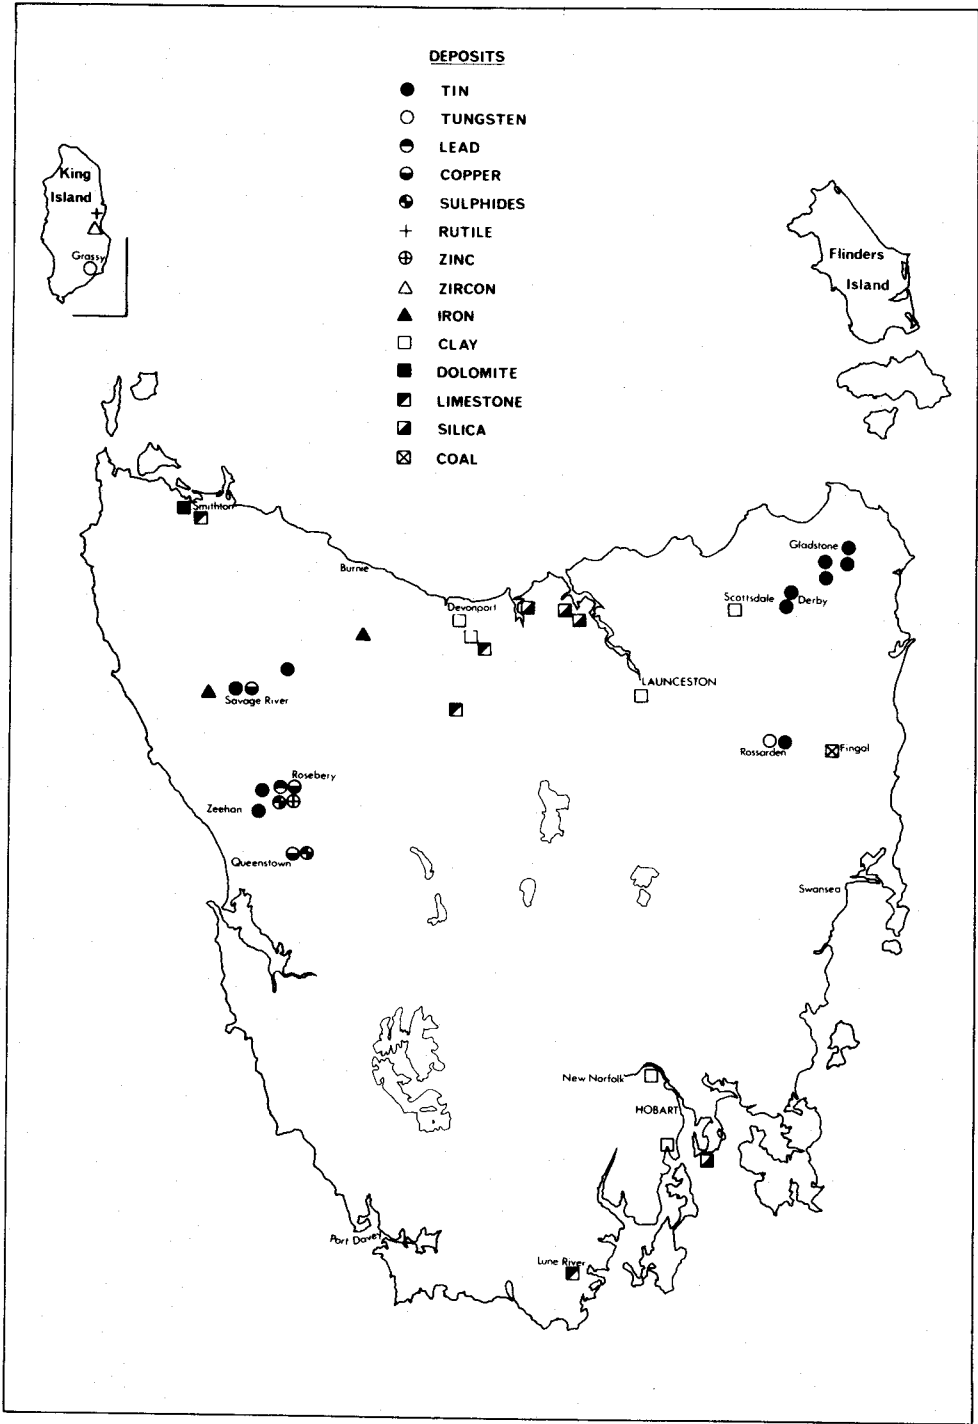 DEPOSITS
TIN
TUNGSTEN
LEAD
COPPER
SULPHIDES
RUTILE
ZINC
ZIRCON
IRON
CLAY
DOLOMITE
LIMESTONE
SILICA
COAL
King
Island
Grassy
Flinders
Island
Smithton
Burnie
Devonport
Gladstone
Scottsdale
Derby
LAUNCESTON
Savage River
Rossarden
Fingal
Rosebery
Zeehan
Queenstown
Swansea
New Norfolk
HOBART
Port Davey
Lune River